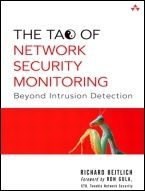 THE TAO OF
NETWORK
SECURITY
MONITORING
Beyond Intrusion Detection
RICHARD BEJTLICH
Foreword by RON GULA,
CTO, Tenable Network Security